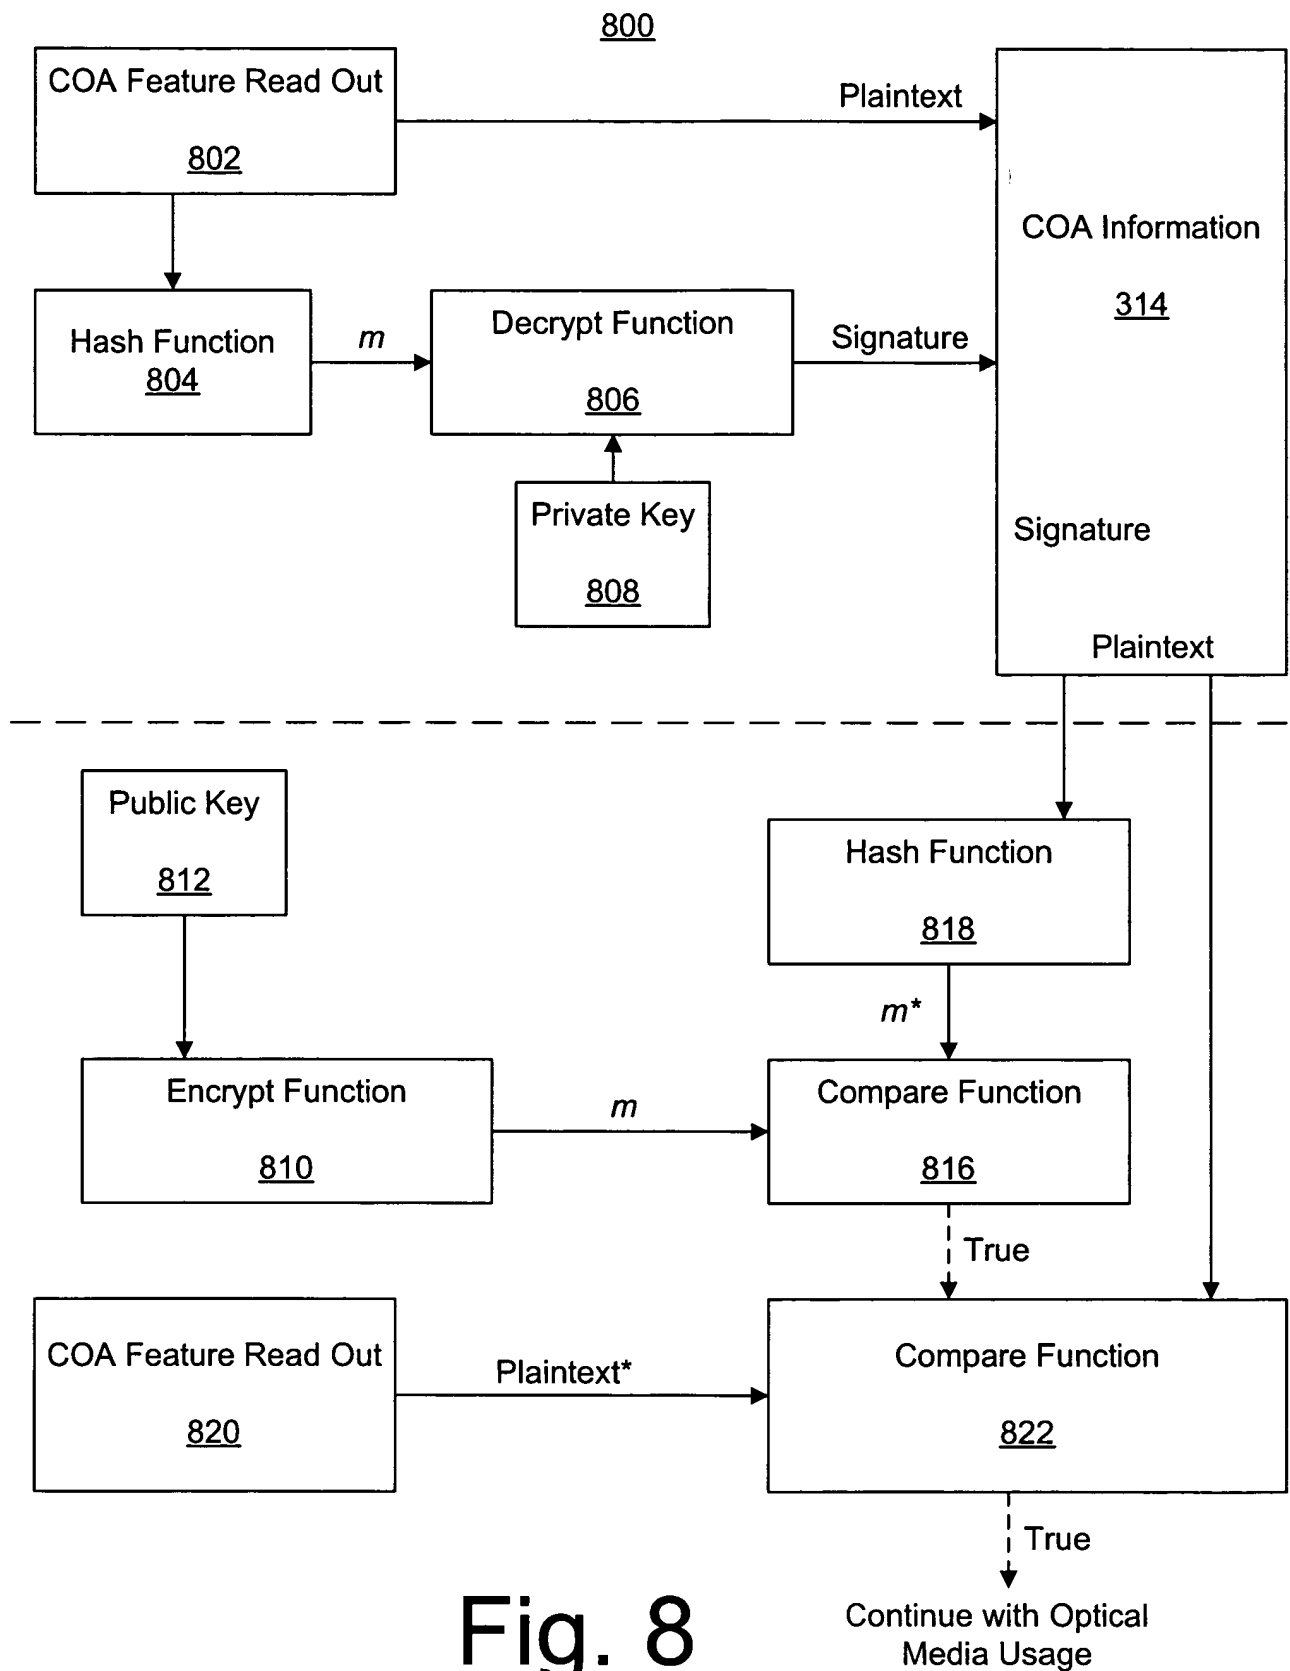 800
COA Feature Read Out
802
Plaintext
COA Information
314
Hash Function
804
m
Decrypt Function
806
Signature
Private Key
808
Signature
Plaintext
Public Key
812
Hash Function
818
m*
Encrypt Function
810
m
Compare Function
816
True
COA Feature Read Out
820
Plaintext*
Compare Function
822
True
Continue with Optical
Media Usage
Fig. 8